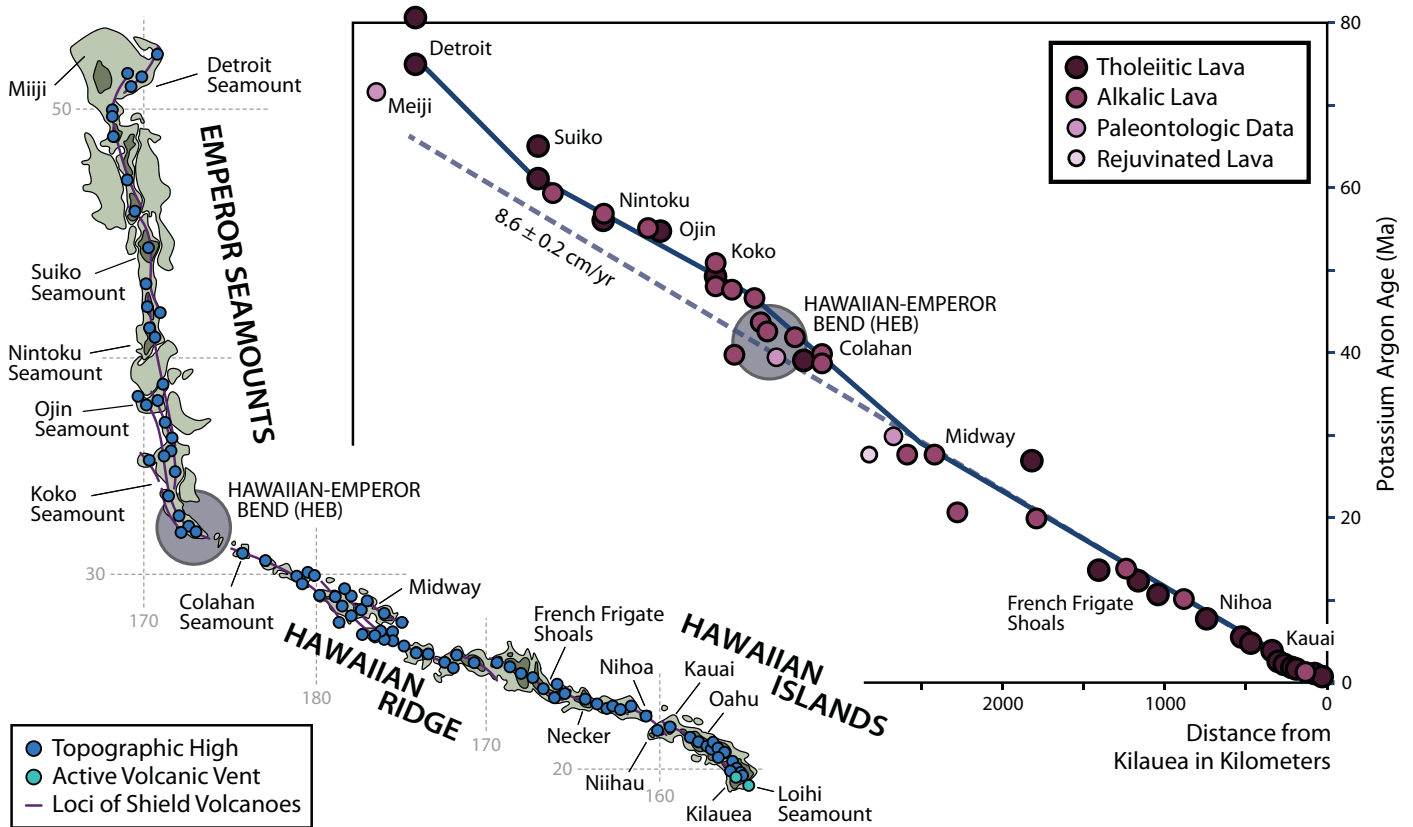 Miiji
Detroit
Seamount
50
EMPEROR SEAMOUNTS
Suiko
Seamount
Nintoku
Seamount
Ojin
Seamount
Koko
Seamount
HAWAIIAN-EMPEROR
BEND (HEB)
30
170
Colahan
Seamount
Midway
HAWAIIAN
RIDGE
180
French Frigate
Shoals
170
Necker
Nihoa
Niihau
Kauai
Oahu
HAWAIIAN
ISLANDS
20
160
Kilauea
Loihi
Seamount
Topographic High
Active Volcanic Vent
Loci of Shield Volcanoes
Detroit
Meiji
Suiko
Nintoku
Ojin
Koko
8.6 ± 0.2 cm/yr
HAWAIIAN-EMPEROR
BEND (HEB)
Colahan
Midway
French Frigate
Shoals
Nihoa
Kauai
Tholeiitic Lava
Alkalic Lava
Paleontologic Data
Rejuvinated Lava
80
60
40
20
0
Potassium Argon Age (Ma)
2000
1000
0
Distance from
Kilauea in Kilometers